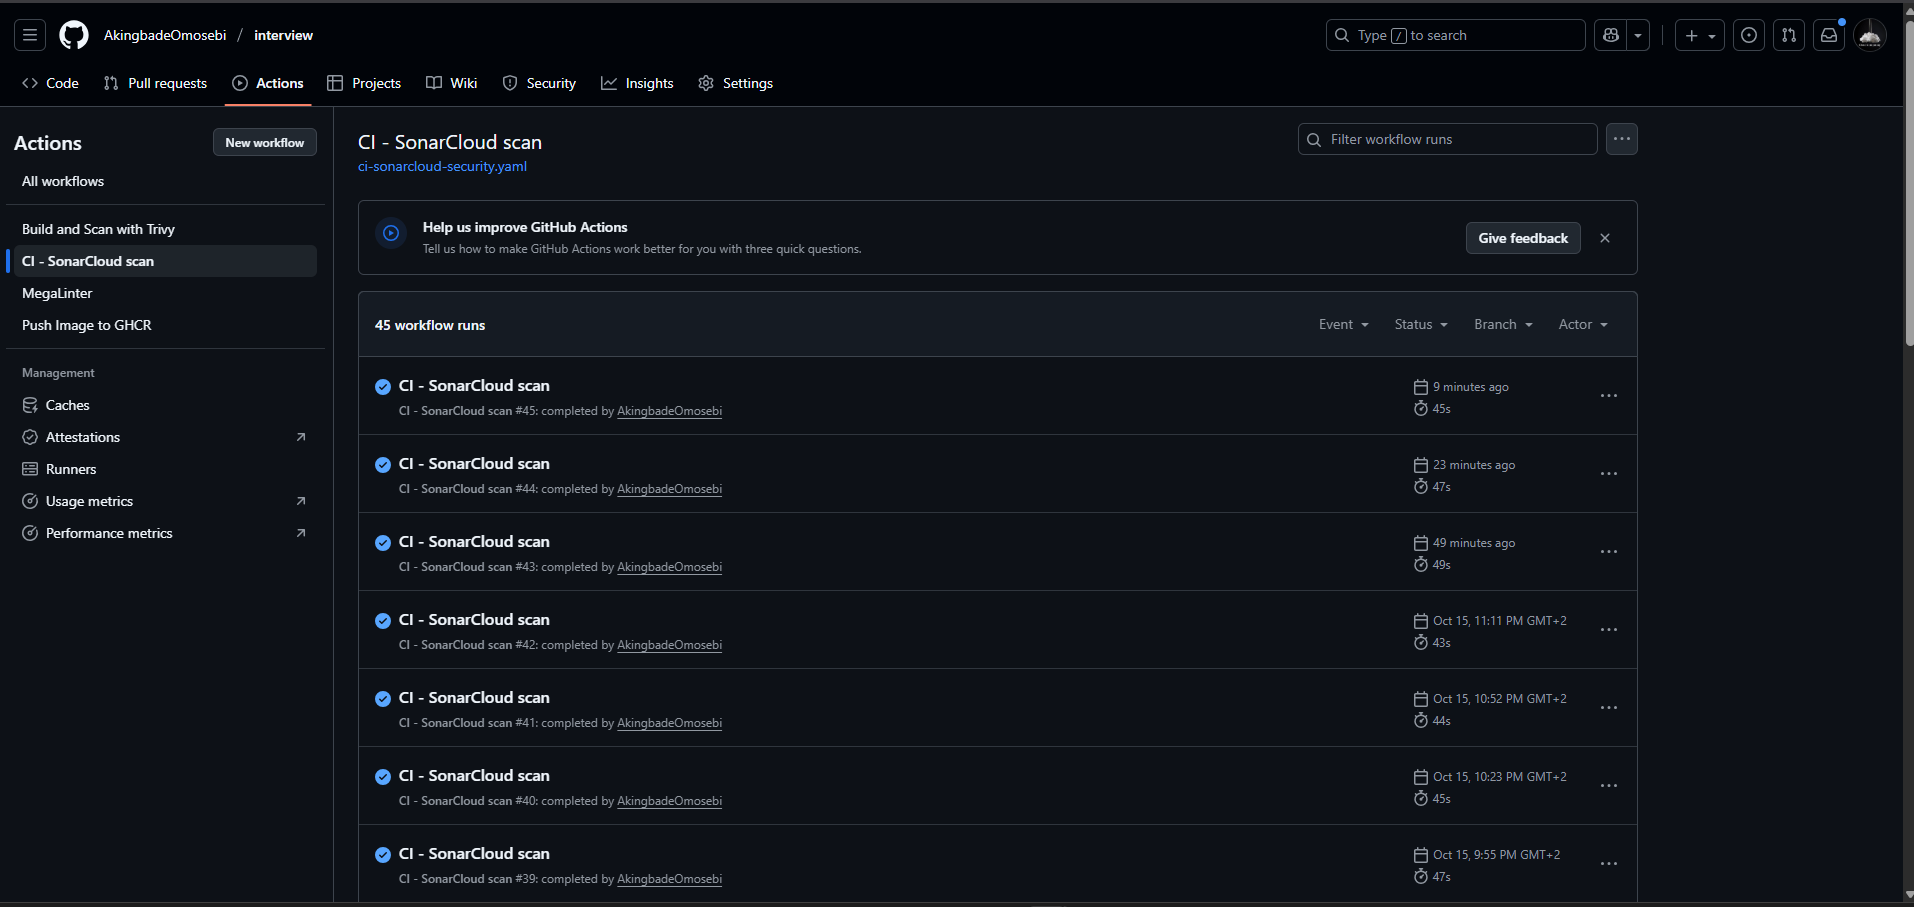 AkingbadeOmosebi / interview
Type / to search
Code
Pull requests
Actions
Projects
Wiki
Security
Insights
Settings
Actions
New workflow
All workflows
Build and Scan with Trivy
CI - SonarCloud scan
MegaLinter
Push Image to GHCR
Management
Caches
Attestations
Runners
Usage metrics
Performance metrics
CI - SonarCloud scan
ci-sonarcloud-security.yaml
Filter workflow runs
Help us improve GitHub Actions
Tell us how to make GitHub Actions work better for you with three quick questions.
Give feedback
45 workflow runs
Event
Status
Branch
Actor
CI - SonarCloud scan
CI - SonarCloud scan #45: completed by AkingbadeOmosebi
9 minutes ago
45s
CI - SonarCloud scan
CI - SonarCloud scan #44: completed by AkingbadeOmosebi
23 minutes ago
47s
CI - SonarCloud scan
CI - SonarCloud scan #43: completed by AkingbadeOmosebi
49 minutes ago
49s
CI - SonarCloud scan
CI - SonarCloud scan #42: completed by AkingbadeOmosebi
Oct 15, 11:11 PM GMT+2
43s
CI - SonarCloud scan
CI - SonarCloud scan #41: completed by AkingbadeOmosebi
Oct 15, 10:52 PM GMT+2
44s
CI - SonarCloud scan
CI - SonarCloud scan #40: completed by AkingbadeOmosebi
Oct 15, 10:23 PM GMT+2
45s
CI - SonarCloud scan
CI - SonarCloud scan #39: completed by AkingbadeOmosebi
Oct 15, 9:55 PM GMT+2
47s